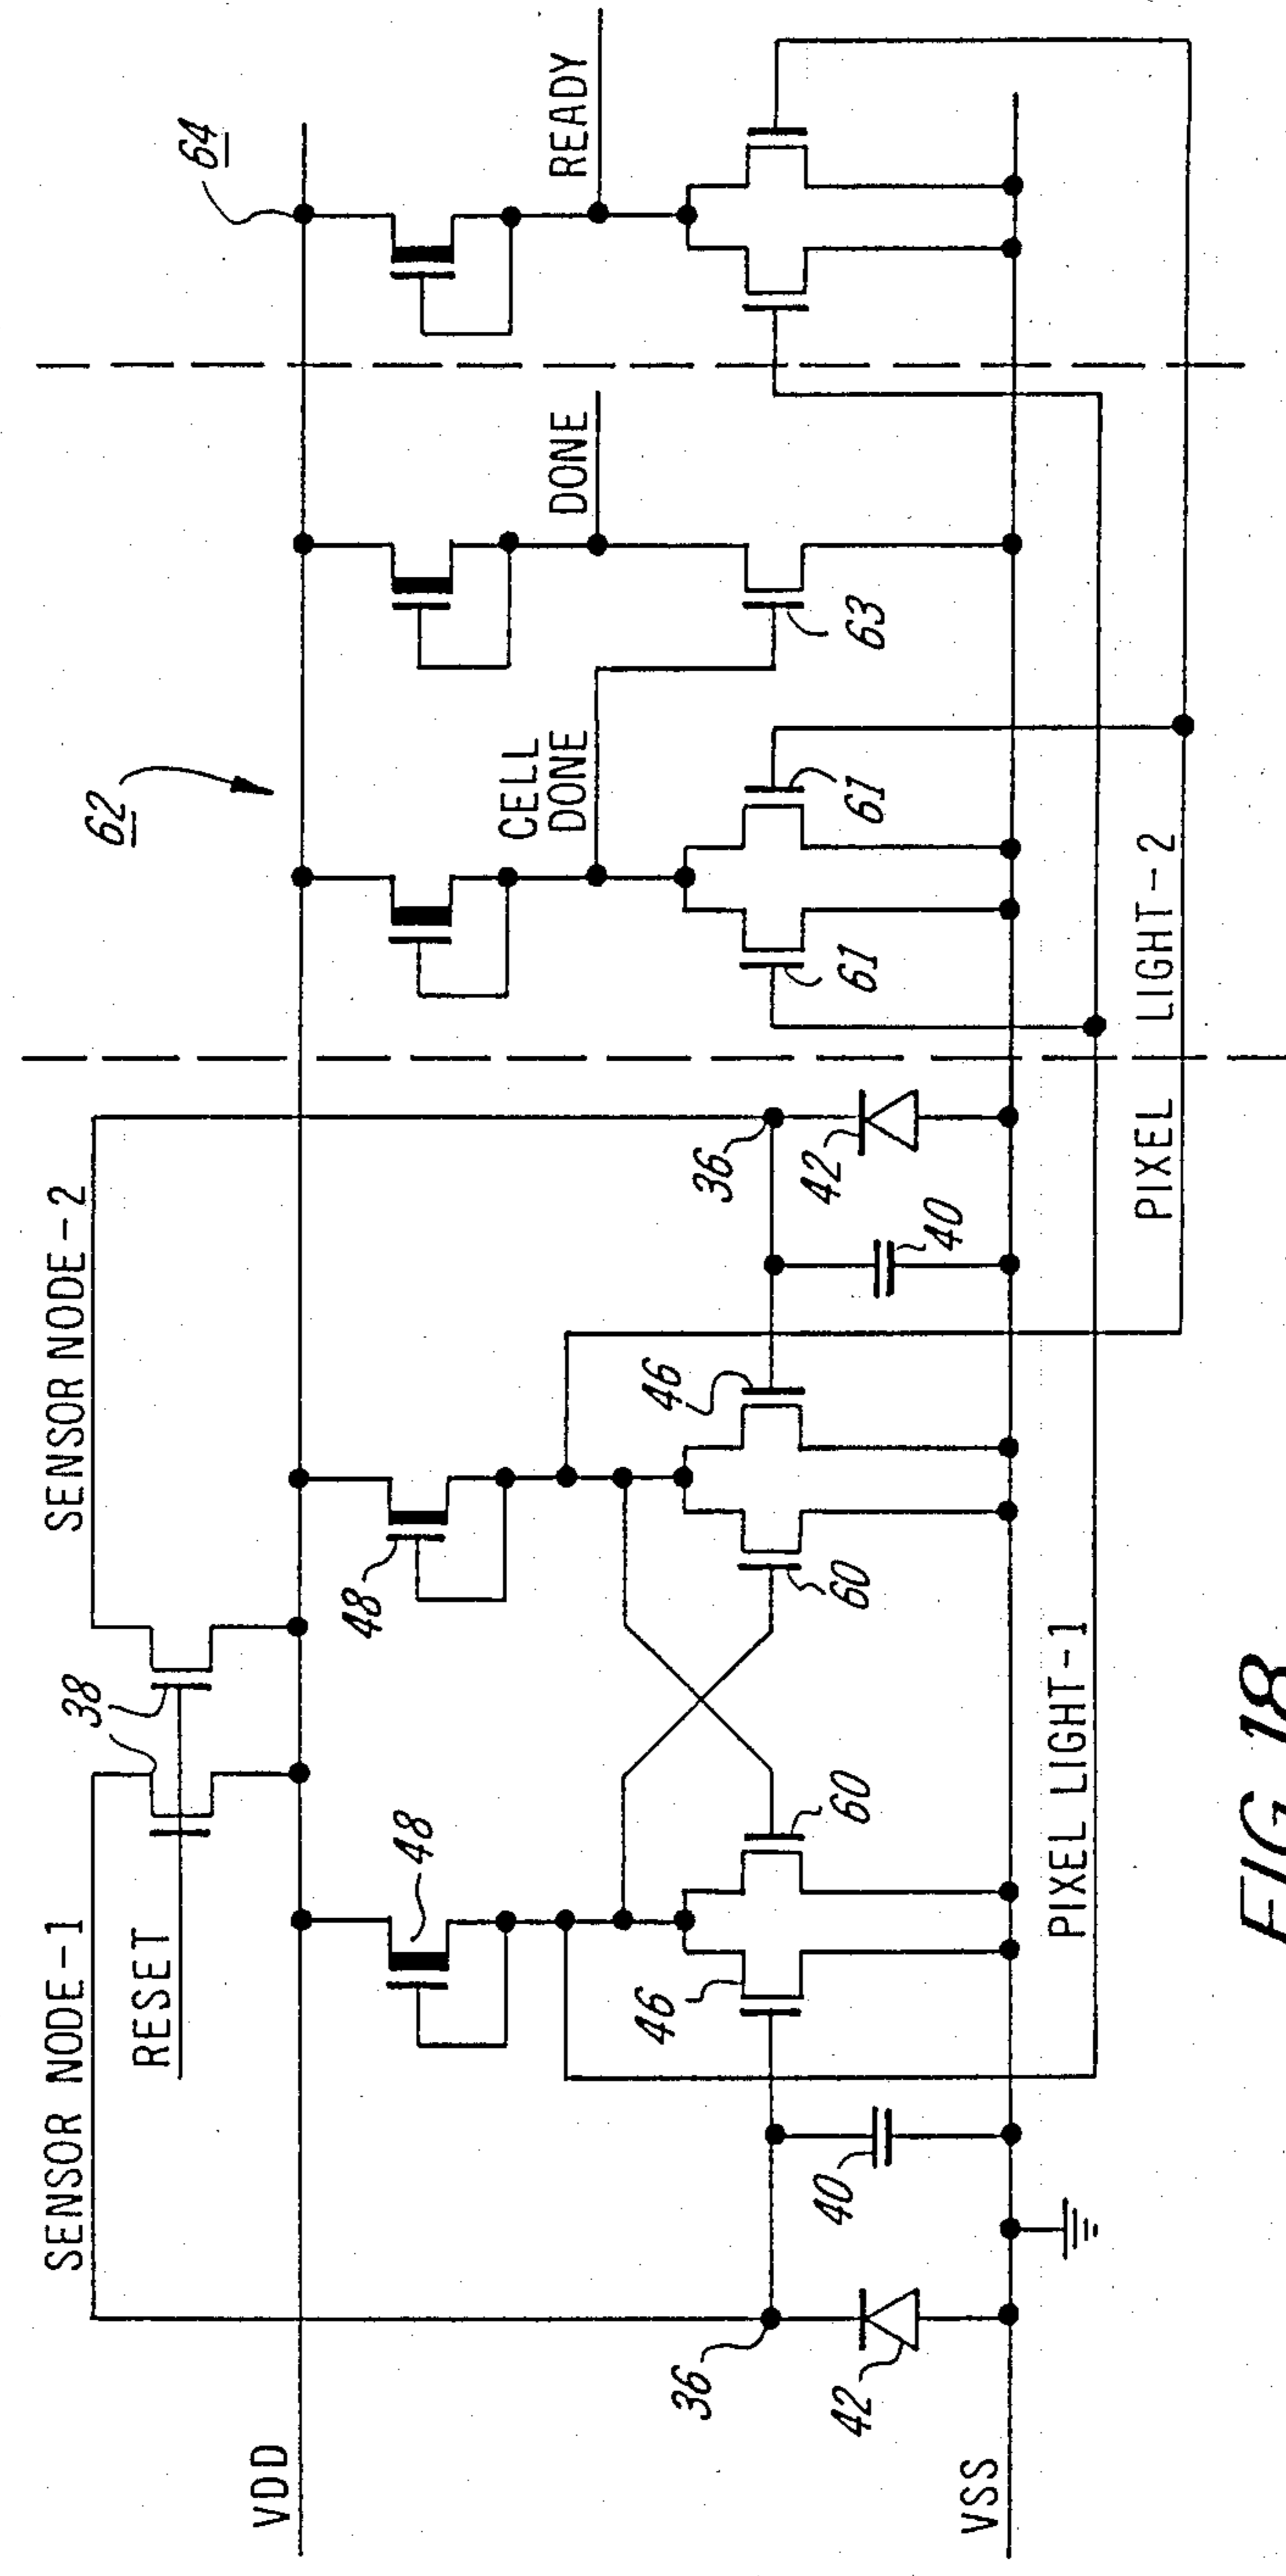 SENSOR NODE-1
SENSOR NODE-2
RESET
38
62
64
VDD
48
48
CELL
DONE
DONE
READY
46
60
60
46
36
36
61
61
63
42
40
40
42
VSS
PIXEL LIGHT-1
PIXEL LIGHT-2
FIG. 18